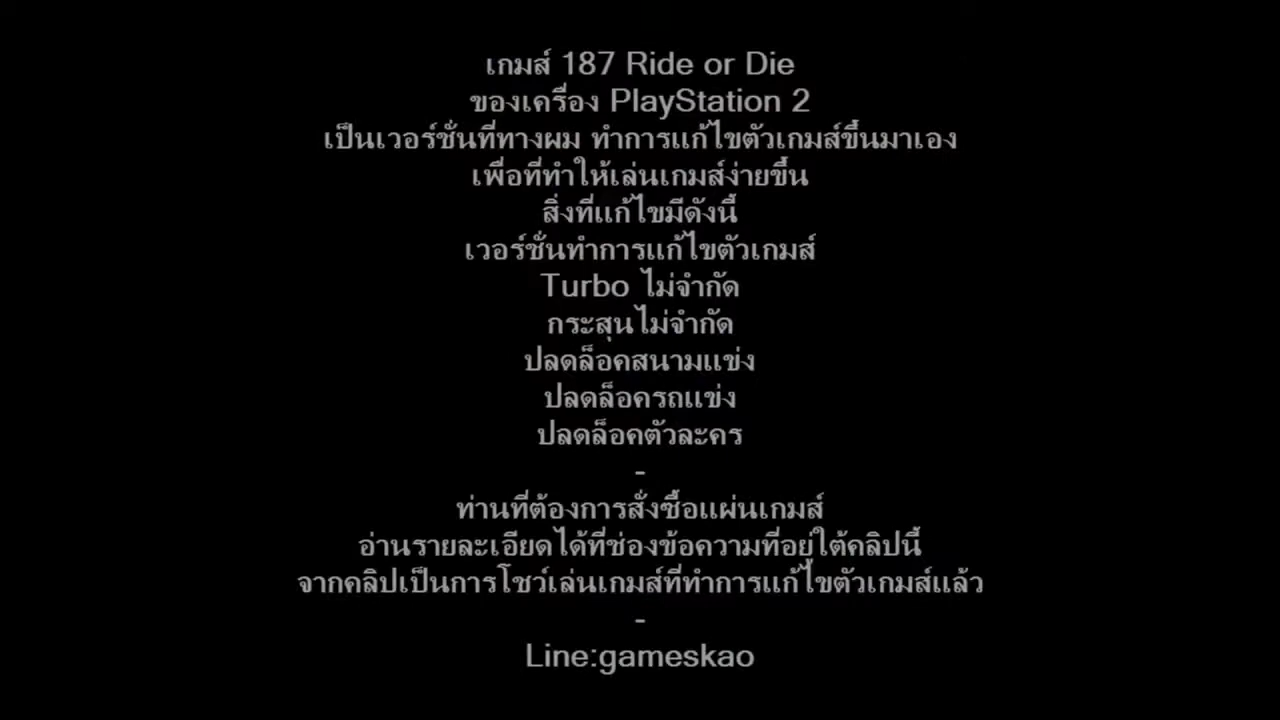 เกมส์ 187 Ride or Die
ของเครื่อง PlayStation 2
เป็นเวอร์ชั่นที่ทางผม ทำการแก้ไขตัวเกมส์ขึ้นมาเอง
เพื่อที่ทำให้เล่นเกมส์ง่ายขึ้น
สิ่งที่แก้ไขมีดังนี้
เวอร์ชั่นทำการแก้ไขตัวเกมส์
Turbo ไม่จำกัด
กระสุนไม่จำกัด
ปลดล็อคสนามแข่ง
ปลดล็อครถแข่ง
ปลดล็อคตัวละคร
-
ท่านที่ต้องการสั่งซื้อแผ่นเกมส์
อ่านรายละเอียดได้ที่ช่องข้อความที่อยู่ใต้คลิปนี้
จากคลิปเป็นการโชว์เล่นเกมส์ที่ทำการแก้ไขตัวเกมส์แล้ว
-
Line:gameskao